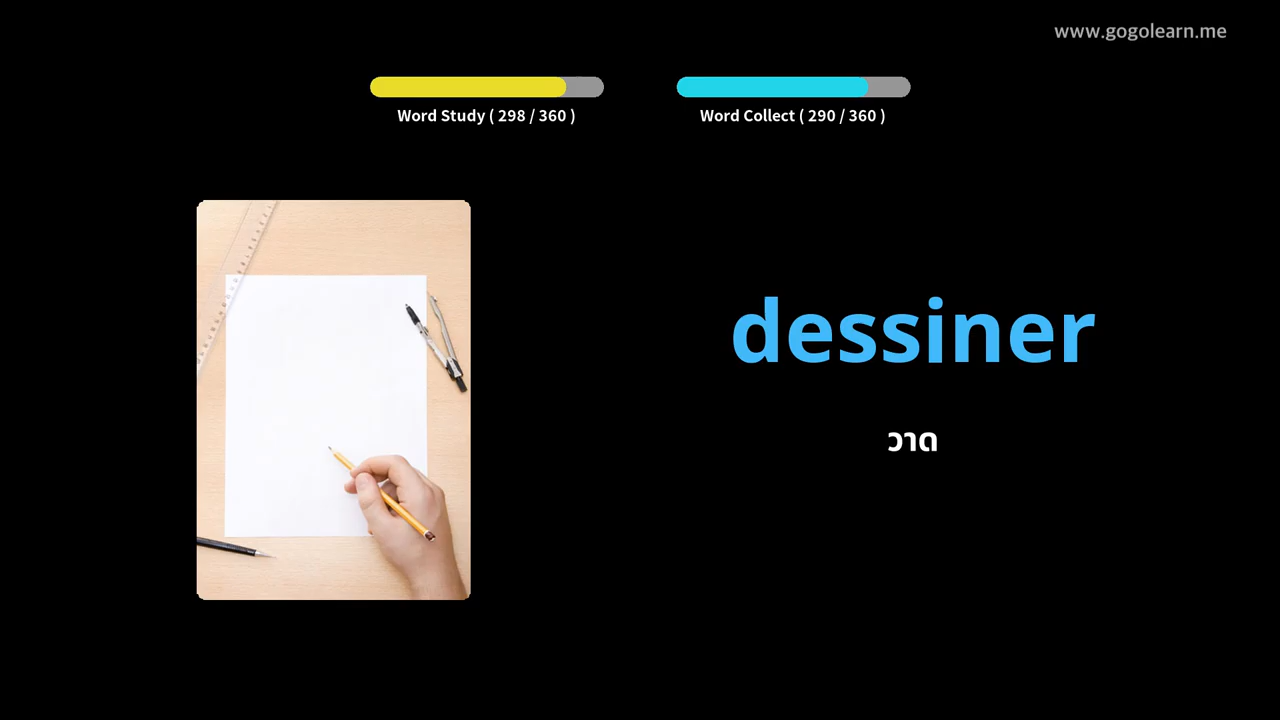 www.gogolearn.me
Word Study ( 298 / 360 )
Word Collect ( 290 / 360 )
dessiner
วาด